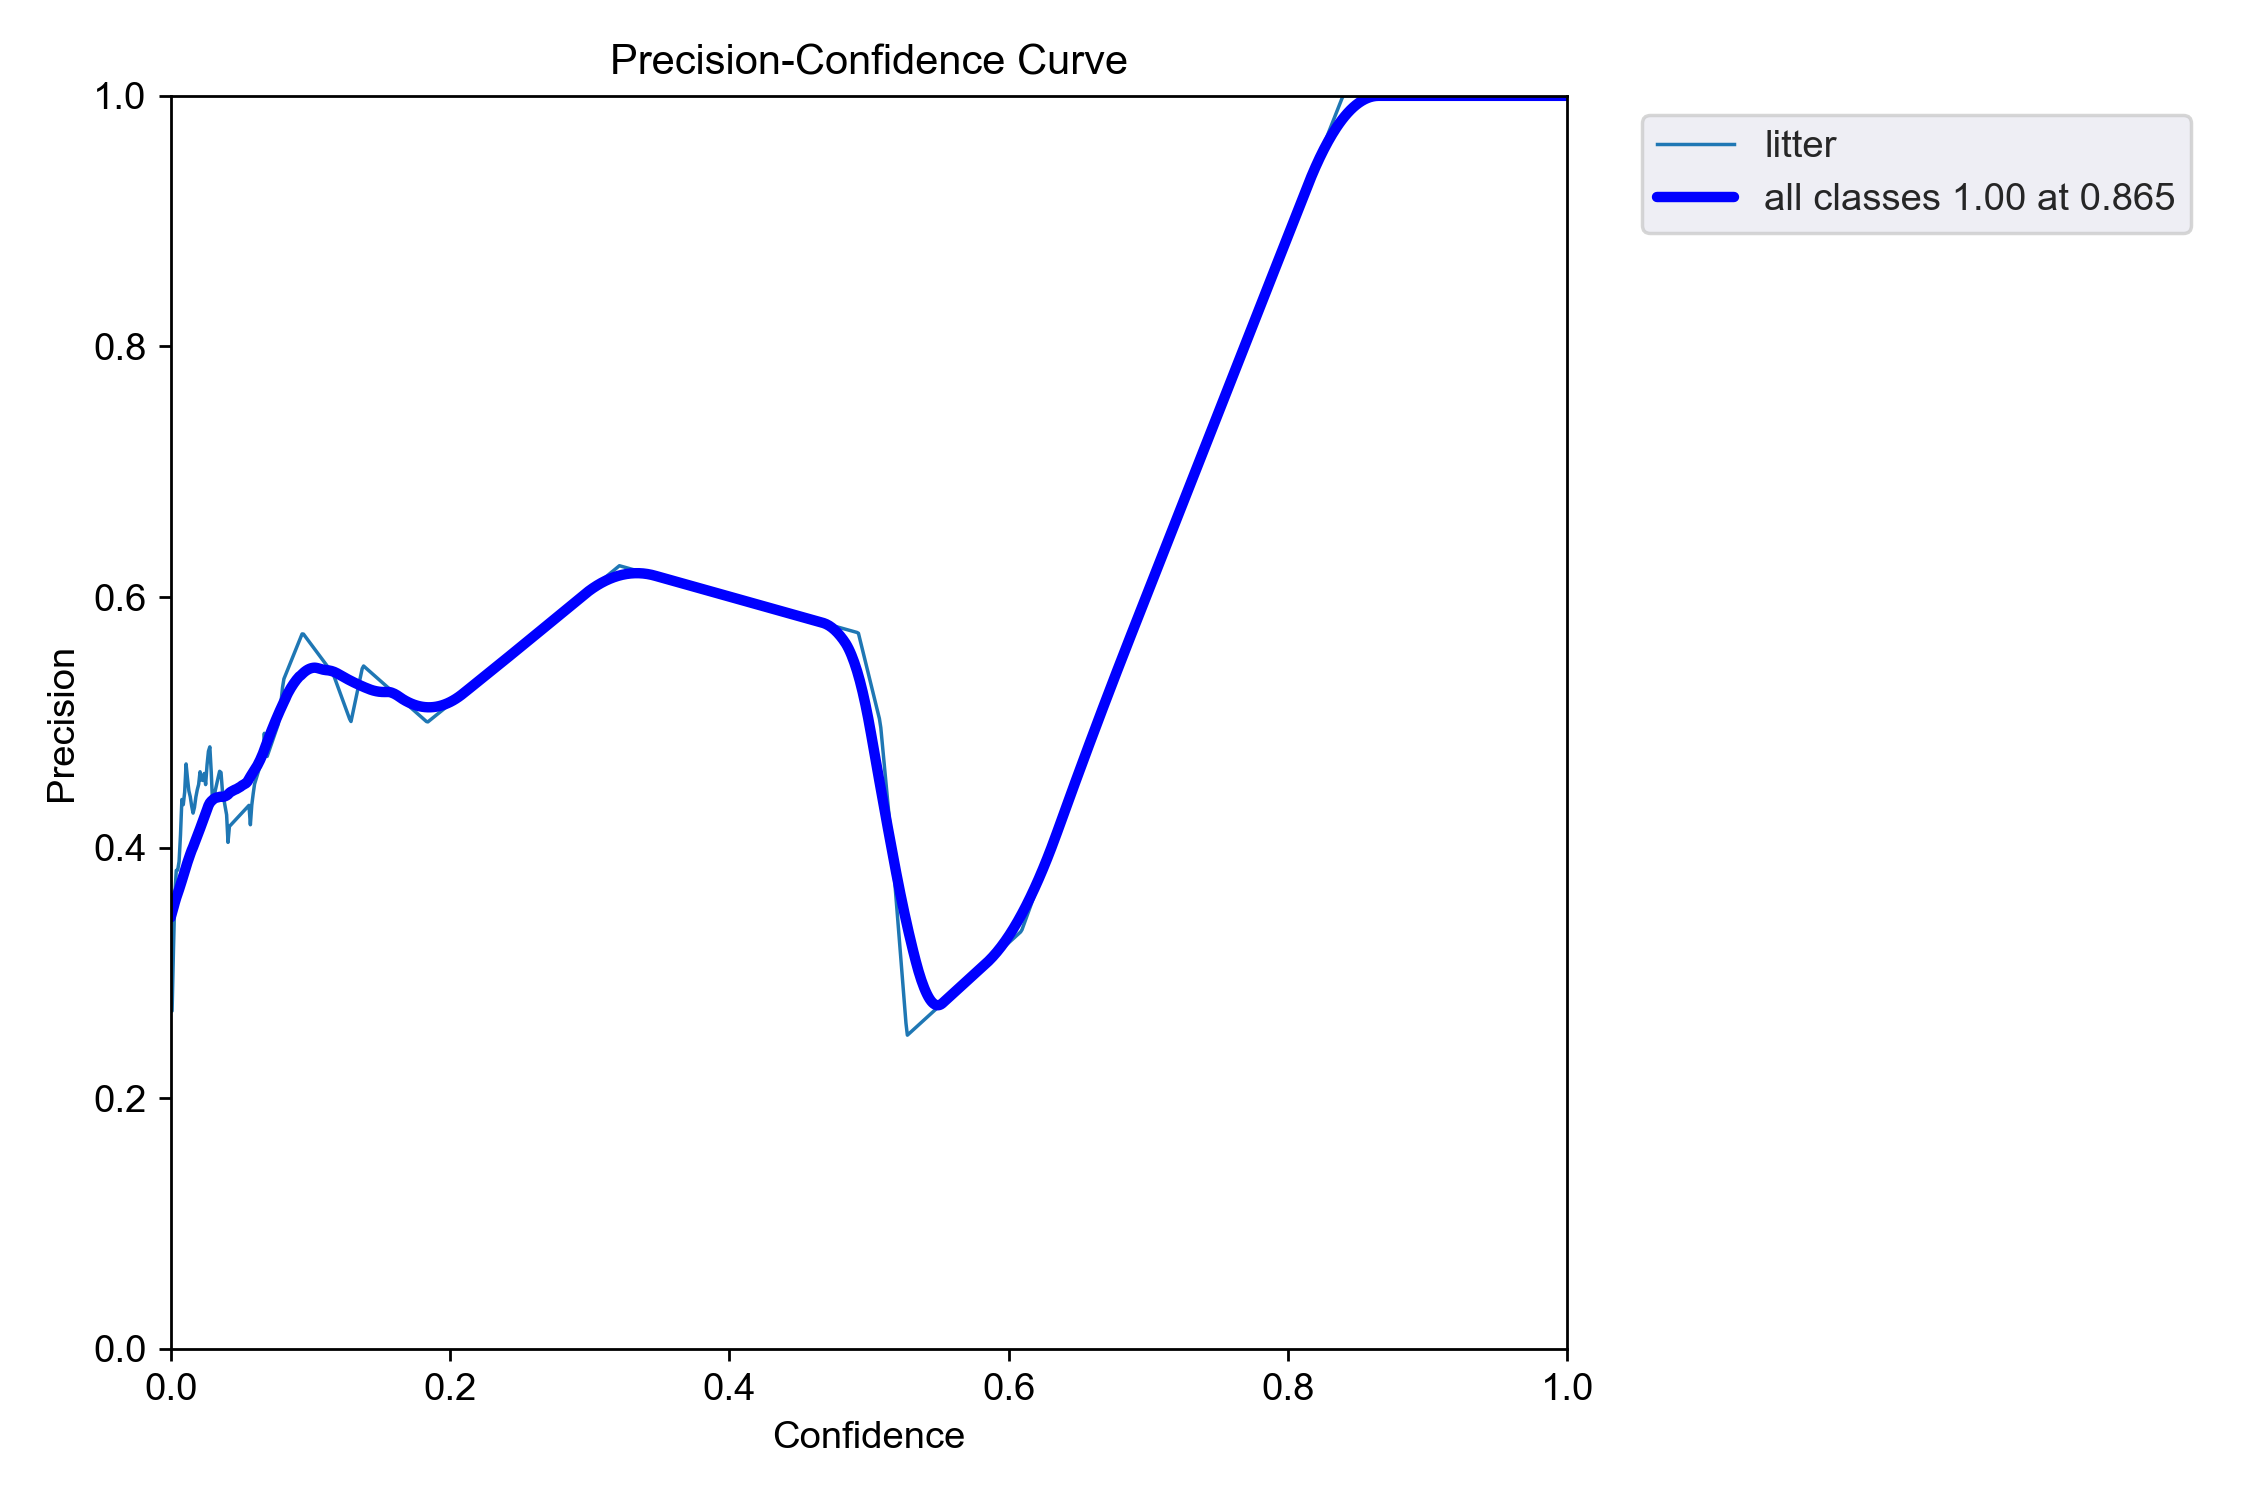 Precision-Confidence Curve
1.0
0.8
0.6
0.4
0.2
0.0
Precision
0.0 0.2 0.4 0.6 0.8 1.0
Confidence
litter
all classes 1.00 at 0.865